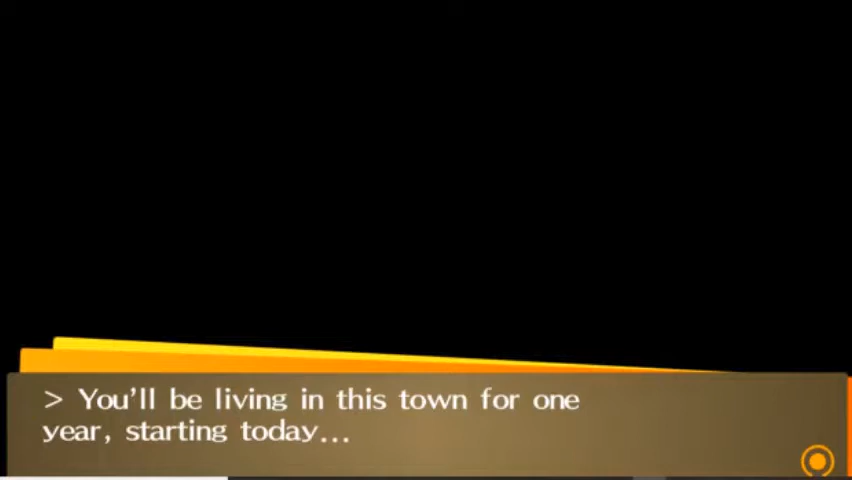 > You'll be living in this town for one
year, starting today...